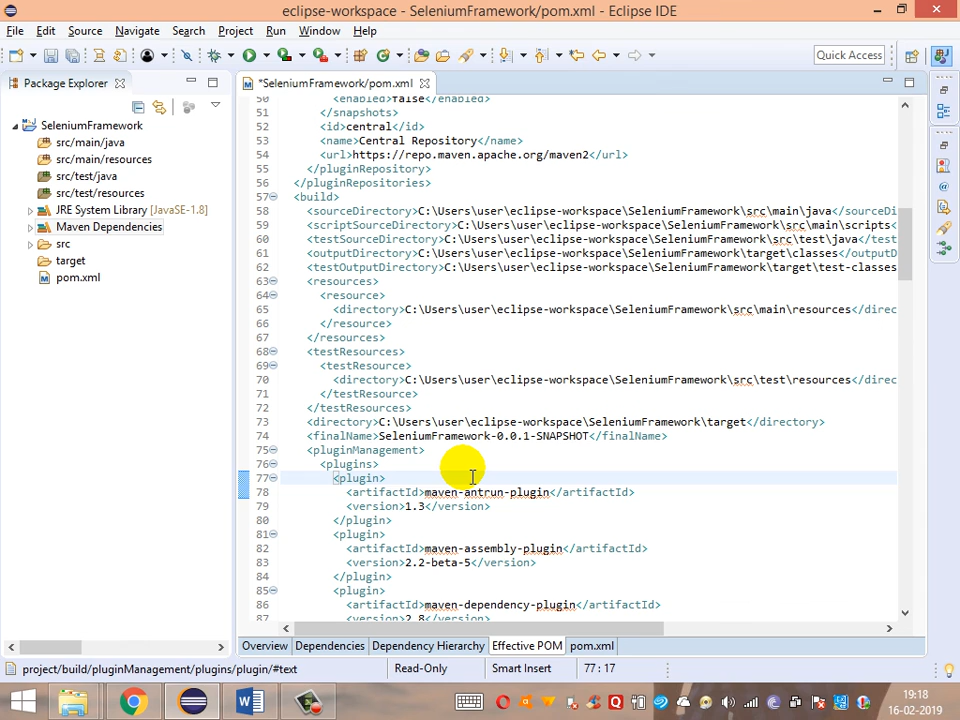 eclipse-workspace - SeleniumFramework/pom.xml - Eclipse IDE
File Edit Source Navigate Search Project Run Window Help
Quick Access
Package Explorer
*SeleniumFramework/pom.xml
SeleniumFramework
src/main/java
src/main/resources
src/test/java
src/test/resources
JRE System Library [JavaSE-1.8]
Maven Dependencies
src
target
pom.xml
50 <enabled>false</enabled>
51 </snapshots>
52 <id>central</id>
53 <name>Central Repository</name>
54 <url>https://repo.maven.apache.org/maven2</url>
55 </pluginRepository>
56 </pluginRepositories>
57 <build>
58 <sourceDirectory>C:\Users\user\eclipse-workspace\SeleniumFramework\src\main\java</sourceDi
59 <scriptSourceDirectory>C:\Users\user\eclipse-workspace\SeleniumFramework\src\main\scripts<
60 <testSourceDirectory>C:\Users\user\eclipse-workspace\SeleniumFramework\src\test\java</test
61 <outputDirectory>C:\Users\user\eclipse-workspace\SeleniumFramework\target\classes</outputD
62 <testOutputDirectory>C:\Users\user\eclipse-workspace\SeleniumFramework\target\test-classes
63 <resources>
64 <resource>
65 <directory>C:\Users\user\eclipse-workspace\SeleniumFramework\src\main\resources</direc
66 </resource>
67 </resources>
68 <testResources>
69 <testResource>
70 <directory>C:\Users\user\eclipse-workspace\SeleniumFramework\src\test\resources</direc
71 </testResource>
72 </testResources>
73 <directory>C:\Users\user\eclipse-workspace\SeleniumFramework\target</directory>
74 <finalName>SeleniumFramework-0.0.1-SNAPSHOT</finalName>
75 <pluginManagement>
76 <plugins>
77 <plugin>
78 <artifactId>maven-antrun-plugin</artifactId>
79 <version>1.3</version>
80 </plugin>
81 <plugin>
82 <artifactId>maven-assembly-plugin</artifactId>
83 <version>2.2-beta-5</version>
84 </plugin>
85 <plugin>
86 <artifactId>maven-dependency-plugin</artifactId>
87 <version>2.8</version>
Overview Dependencies Dependency Hierarchy Effective POM pom.xml
project/build/pluginManagement/plugins/plugin/#text Read-Only Smart Insert 77 : 17
19:18
16-02-2019